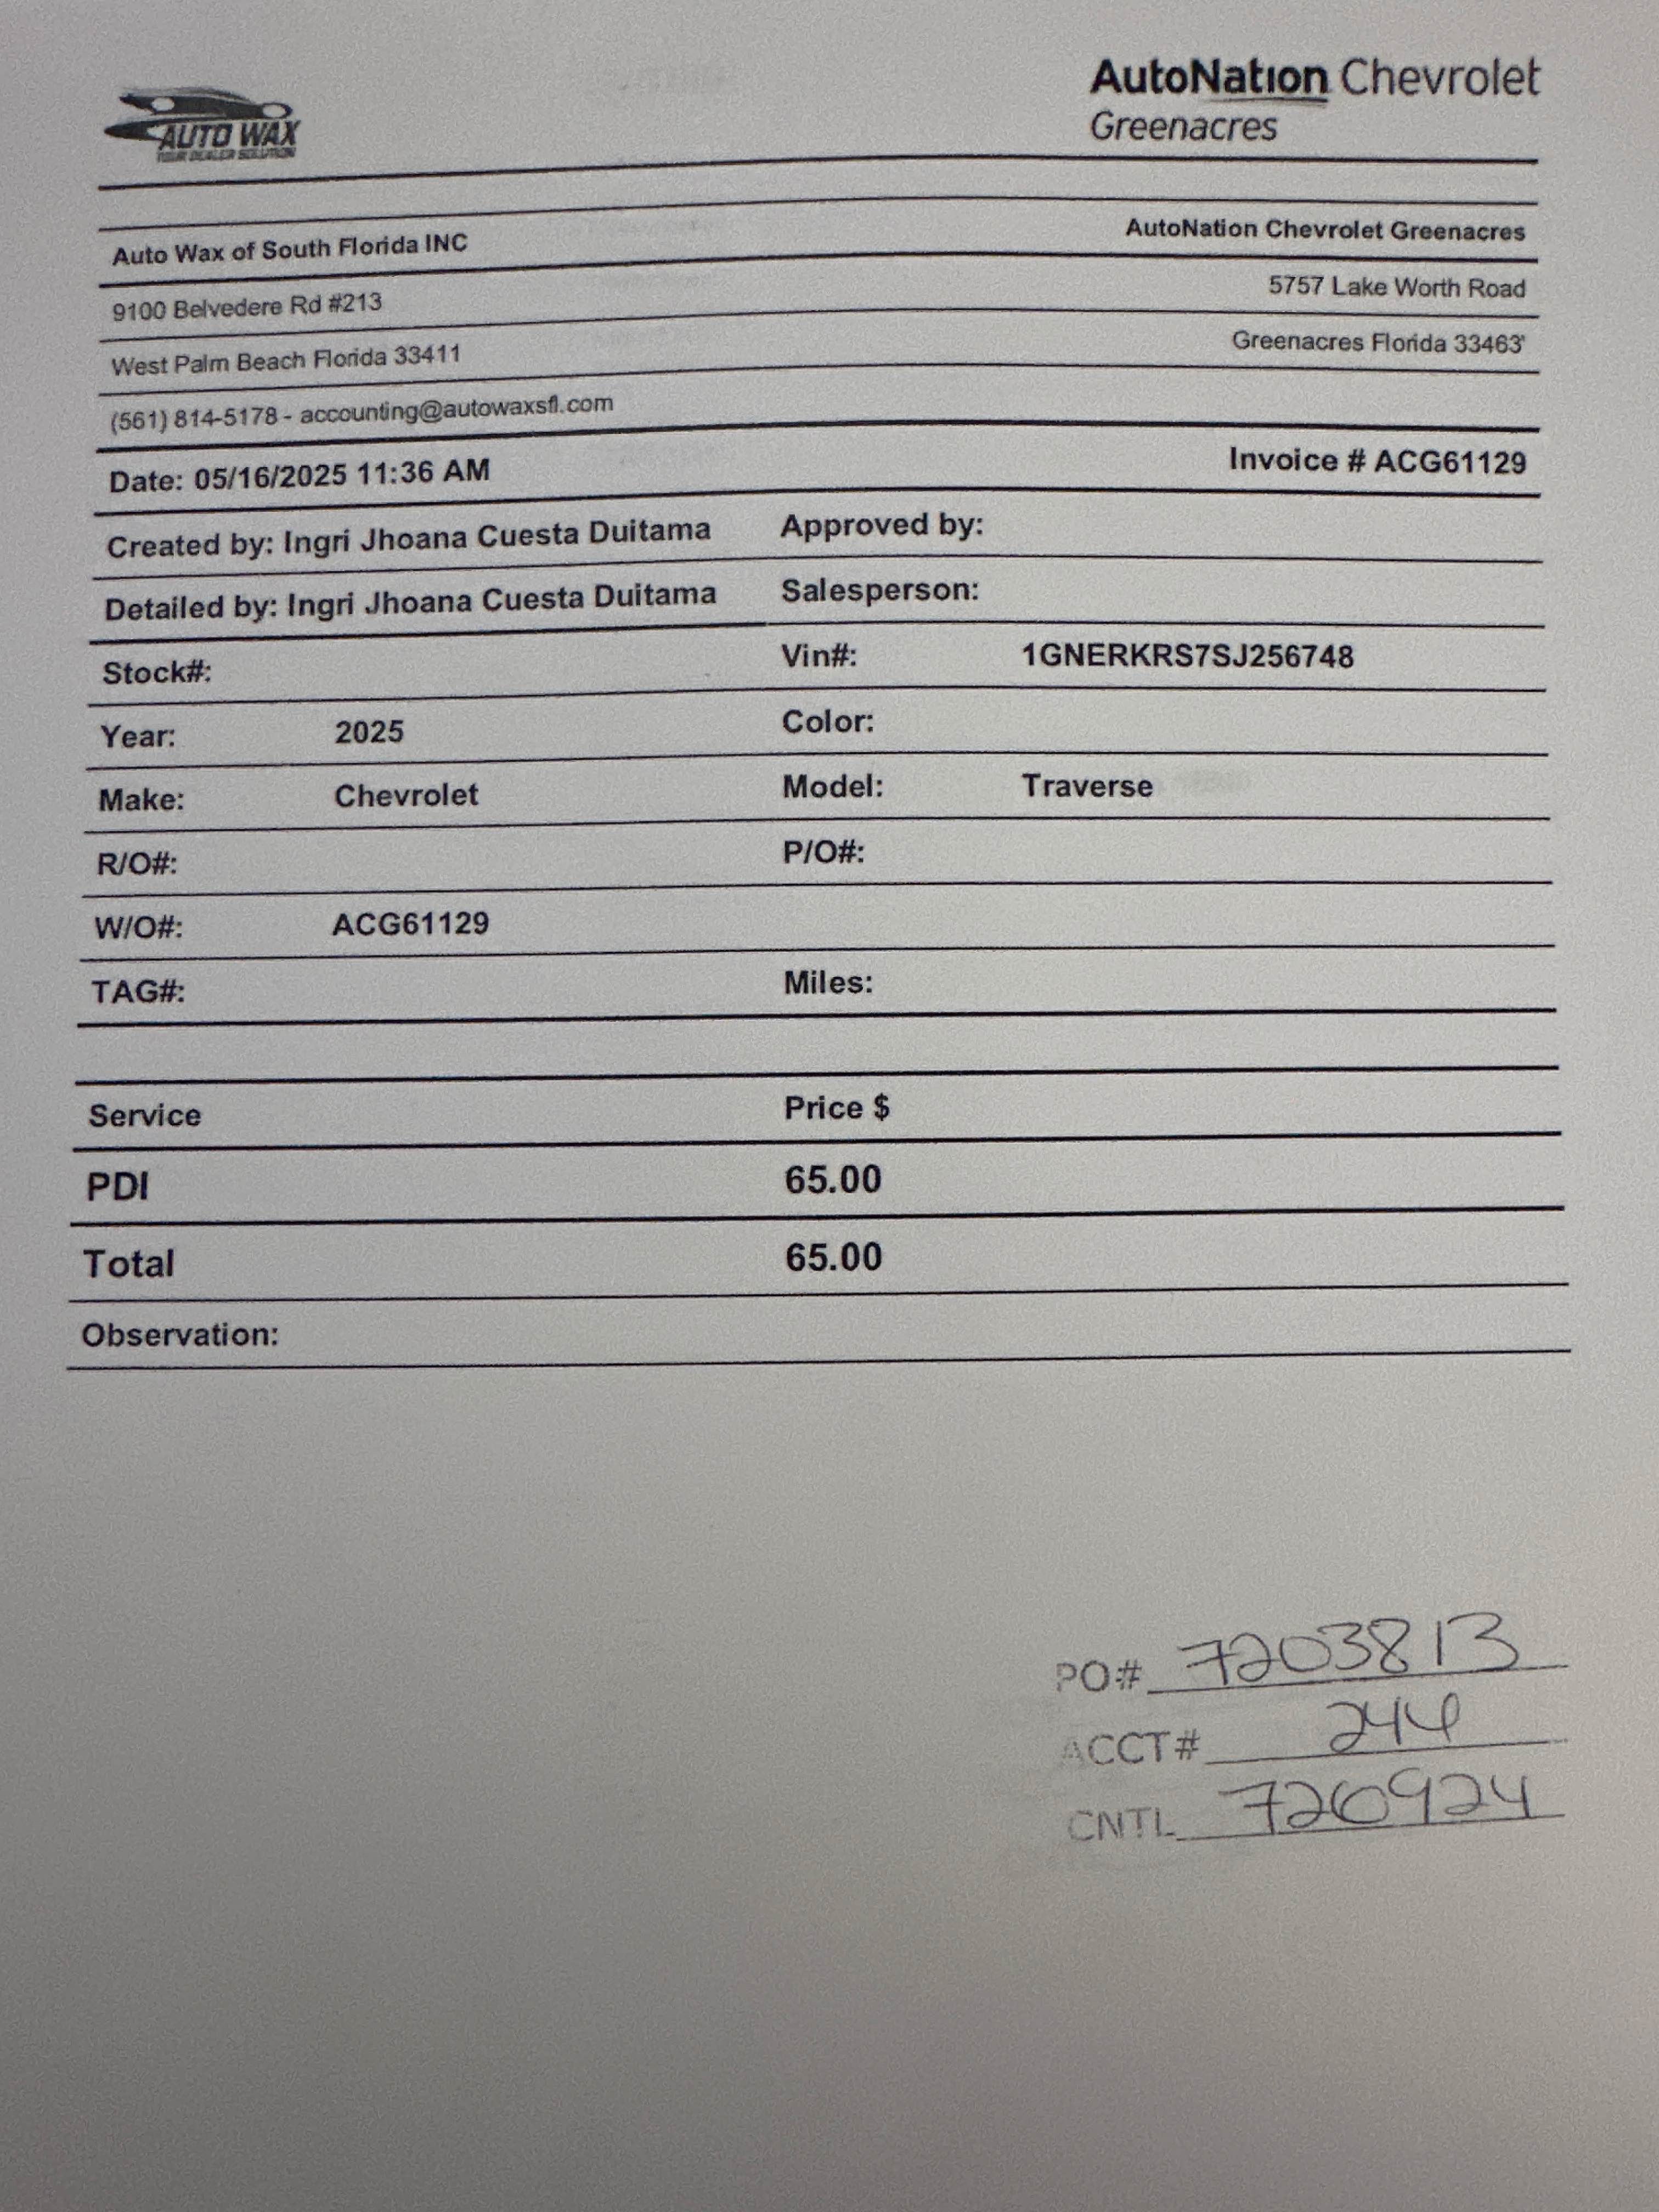 AUTO WAX
YOUR DEALER SOLUTION
AutoNation Chevrolet
Greenacres
Auto Wax of South Florida INC
AutoNation Chevrolet Greenacres
9100 Belvedere Rd #213
5757 Lake Worth Road
West Palm Beach Florida 33411
Greenacres Florida 33463'
(561) 814-5178 - accounting@autowaxsfl.com
Date: 05/16/2025 11:36 AM
Invoice # ACG61129
Created by: Ingri Jhoana Cuesta Duitama
Approved by:
Detailed by: Ingri Jhoana Cuesta Duitama
Salesperson:
Stock#:
Vin#: 1GNERKRS7SJ256748
Year: 2025
Color:
Make: Chevrolet
Model: Traverse
R/O#:
P/O#:
W/O#: ACG61129
TAG#:
Miles:
Service Price $
PDI 65.00
Total 65.00
Observation:
PO# 7203813
ACCT# 244
CNTL 720924